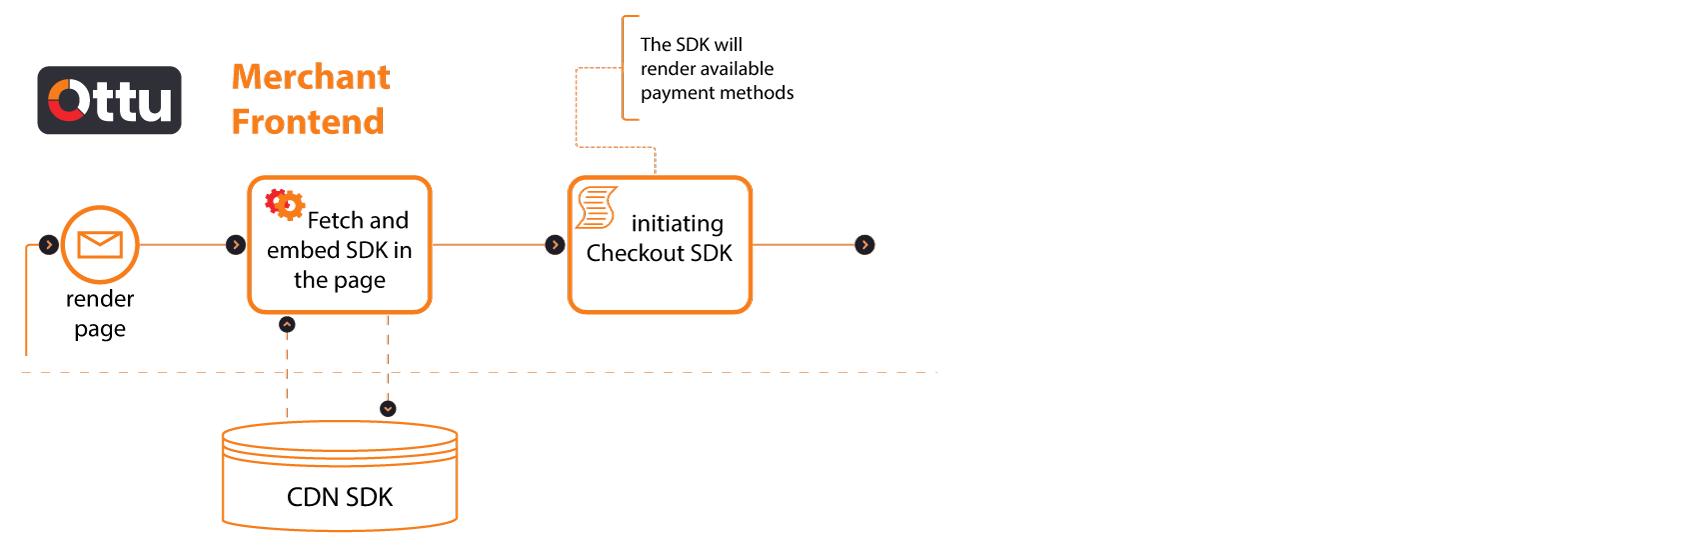 Ottu
Merchant
Frontend
The SDK will
render available
payment methods
render
page
Fetch and
embed SDK in
the page
initiating
Checkout SDK
CDN SDK